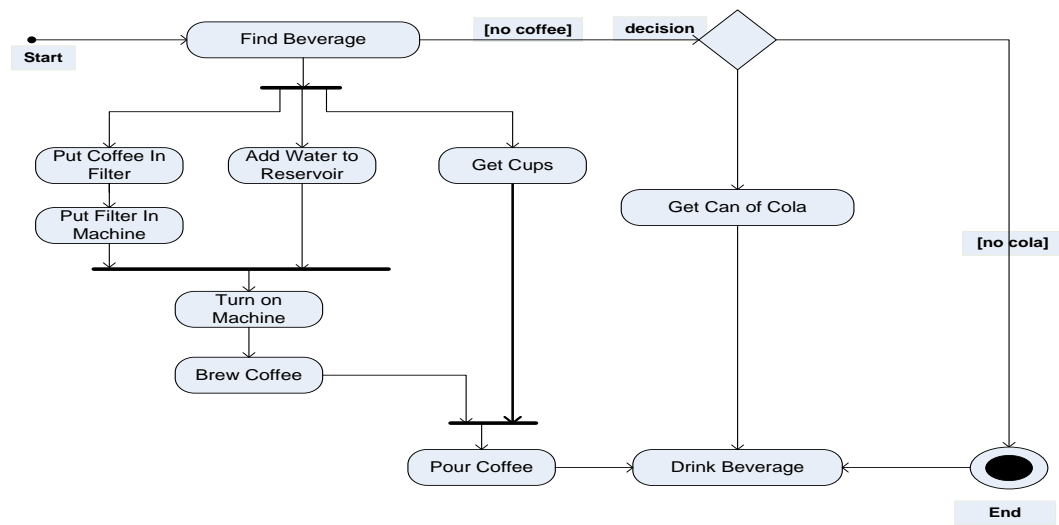 Find Beverage
[no coffee]
decision
Start
Put Coffee In
Filter
Add Water to
Reservoir
Get Cups
Put Filter In
Machine
Get Can of Cola
[no cola]
Turn on
Machine
Brew Coffee
Pour Coffee
Drink Beverage
End